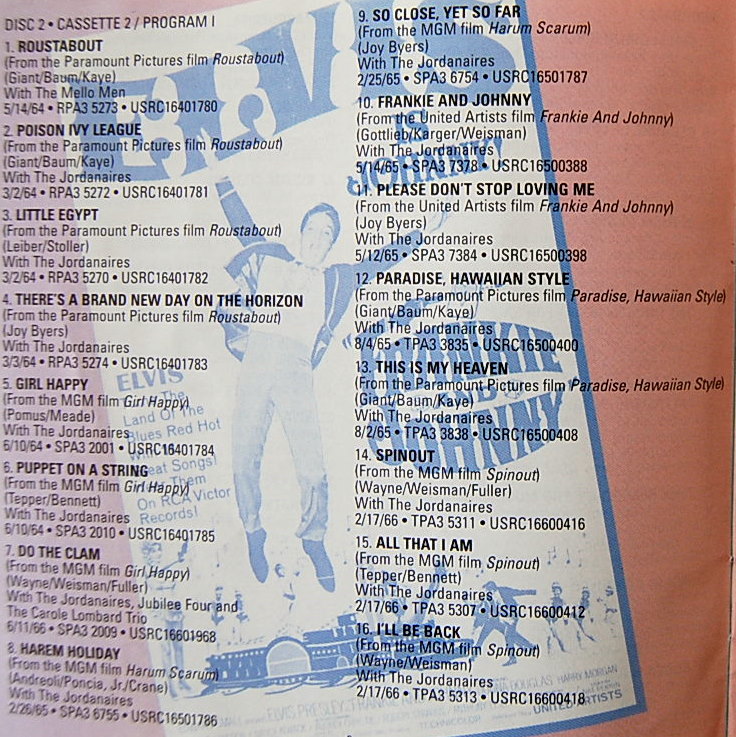 DISC 2 • CASSETTE 2 / PROGRAM I
1. ROUSTABOUT
(From the Paramount Pictures film Roustabout)
(Giant/Baum/Kaye)
With The Mello Men
5/14/64 • RPA3 5273 • USRC16401780
2. POISON IVY LEAGUE
(From the Paramount Pictures film Roustabout)
(Giant/Baum/Kaye)
With The Jordanaires
3/2/64 • RPA3 5272 • USRC16401781
3. LITTLE EGYPT
(From the Paramount Pictures film Roustabout)
(Leiber/Stoller)
With The Jordanaires
3/2/64 • RPA3 5270 • USRC16401782
4. THERE'S A BRAND NEW DAY ON THE HORIZON
(From the Paramount Pictures film Roustabout)
(Joy Byers)
With The Jordanaires
3/3/64 • RPA3 5274 • USRC16401783
5. GIRL HAPPY
(From the MGM film Girl Happy)
(Pomus/Meade)
With The Jordanaires
6/10/64 • SPA3 2001 • USRC16401784
6. PUPPET ON A STRING
(From the MGM film Girl Happy)
(Tepper/Bennett)
With The Jordanaires
6/10/64 • SPA3 2010 • USRC16401785
7. DO THE CLAM
(From the MGM film Girl Happy)
(Wayne/Weisman/Fuller)
With The Jordanaires, Jubilee Four and
The Carole Lombard Trio
6/11/66 • SPA3 2009 • USRC16601968
8. HAREM HOLIDAY
(From the MGM film Harum Scarum)
(Andreoli/Poncia, Jr./Crane)
With The Jordanaires
2/26/65 • SPA3 6755 • USRC16501786
9. SO CLOSE, YET SO FAR
(From the MGM film Harum Scarum)
(Joy Byers)
With The Jordanaires
2/25/65 • SPA3 6754 • USRC16501787
10. FRANKIE AND JOHNNY
(From the United Artists film Frankie And Johnny)
(Gottlieb/Karger/Weisman)
With The Jordanaires
5/14/65 • SPA3 7378 • USRC16500388
11. PLEASE DON'T STOP LOVING ME
(From the United Artists film Frankie And Johnny)
(Joy Byers)
With The Jordanaires
5/12/65 • SPA3 7384 • USRC16500398
12. PARADISE, HAWAIIAN STYLE
(From the Paramount Pictures film Paradise, Hawaiian Style)
(Giant/Baum/Kaye)
With The Jordanaires
8/4/65 • TPA3 3835 • USRC16500400
13. THIS IS MY HEAVEN
(From the Paramount Pictures film Paradise, Hawaiian Style)
(Giant/Baum/Kaye)
With The Jordanaires
8/2/65 • TPA3 3838 • USRC16500408
14. SPINOUT
(From the MGM film Spinout)
(Wayne/Weisman/Fuller)
With The Jordanaires
2/17/66 • TPA3 5311 • USRC16600416
15. ALL THAT I AM
(From the MGM film Spinout)
(Tepper/Bennett)
With The Jordanaires
2/17/66 • TPA3 5307 • USRC16600412
16. I'LL BE BACK
(From the MGM film Spinout)
(Wayne/Weisman)
With The Jordanaires
2/17/66 • TPA3 5313 • USRC16600418
ELVIS
IS
"JOHNNY"
ELVIS
The
Land Of The
Blues Red Hot
With
Great Songs!
Them
On RCA Victor
Records!
FRANKIE
AND
JOHNNY
ELVIS PRESLEY
DOUGLAS HARRY MORGAN
TECHNICOLOR
UNITED ARTISTS